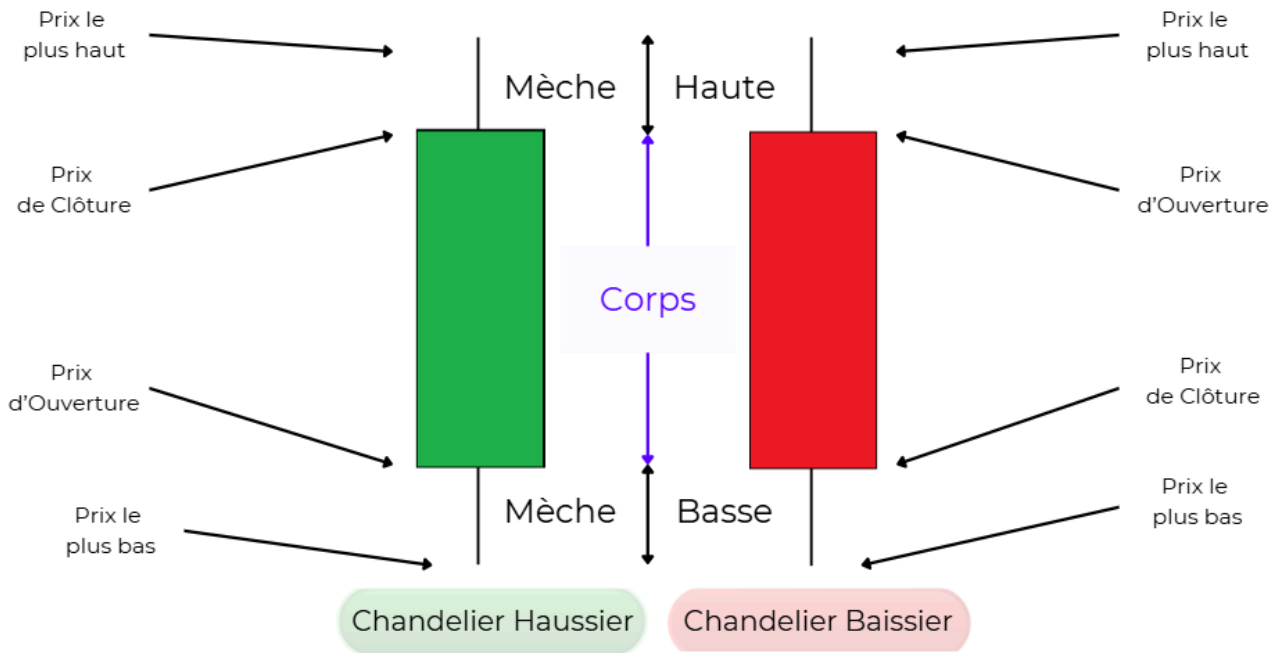 Prix le
plus haut
Prix le
plus haut
Mèche Haute
Prix
de Clôture
Prix
d'Ouverture
Corps
Prix
d'Ouverture
Prix
de Clôture
Mèche Basse
Prix le
plus bas
Prix le
plus bas
Chandelier Haussier
Chandelier Baissier